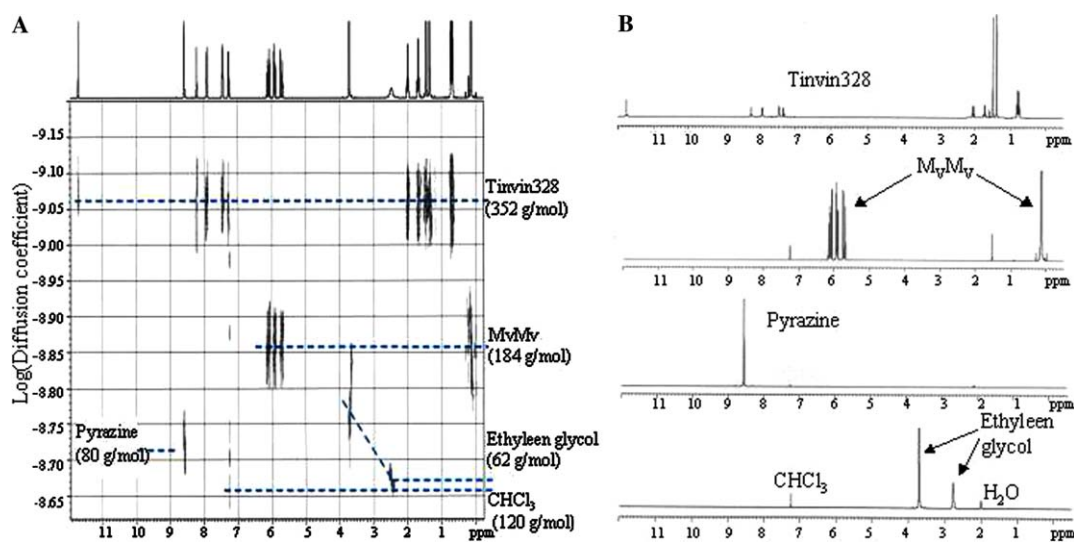 A
Log(Diffusion coefficient)
-9.15
-9.10
-9.05
-9.00
-8.95
-8.90
-8.85
-8.80
-8.75
-8.70
-8.65
Tinvin328
(352 g/mol)
MvMv
(184 g/mol)
Pyrazine
(80 g/mol)
Ethyleen glycol
(62 g/mol)
CHCl3
(120 g/mol)
11 10 9 8 7 6 5 4 3 2 1 ppm
B
Tinvin328
11 10 9 8 7 6 5 4 3 2 1 ppm
MVMV
11 10 9 8 7 6 5 4 3 2 1 ppm
Pyrazine
11 10 9 8 7 6 5 4 3 2 1 ppm
Ethyleen
glycol
CHCl3
H2O
11 10 9 8 7 6 5 4 3 2 1 ppm